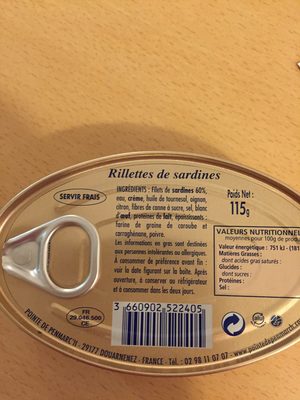 Rillettes de sardines
SERVIR FRAIS
INGRÉDIENTS : Filets de sardines 60%,
eau, crème, huile de tournesol, oignon,
citron, fibres de canne à sucre, sel, blanc
d'œuf, protéines de lait, épaississants :
farine de graine de caroube et
carraghénane, poivre.
Les informations en gras sont destinées
aux personnes intolérantes ou allergiques.
A consommer de préférence avant fin :
voir la date figurant sur la boîte. Après
ouverture, à conserver au réfrigérateur
et à consommer dans les deux jours.
Poids Net :
115g
VALEURS NUTRITIONNEL
moyennes pour 100g de prod
Valeur énergétique : 751 kJ - (181
Matières Grasses :
dont acides gras saturés :
Glucides :
dont sucres :
Protéines :
Sel :
3 660902 522405
FR
29.046.500
CE
POINTE DE PENMARC'H - 29177 DOUARNENEZ - FRANCE - Tél. : 02 98 11 07 07 - www.pointedepenmarch.co